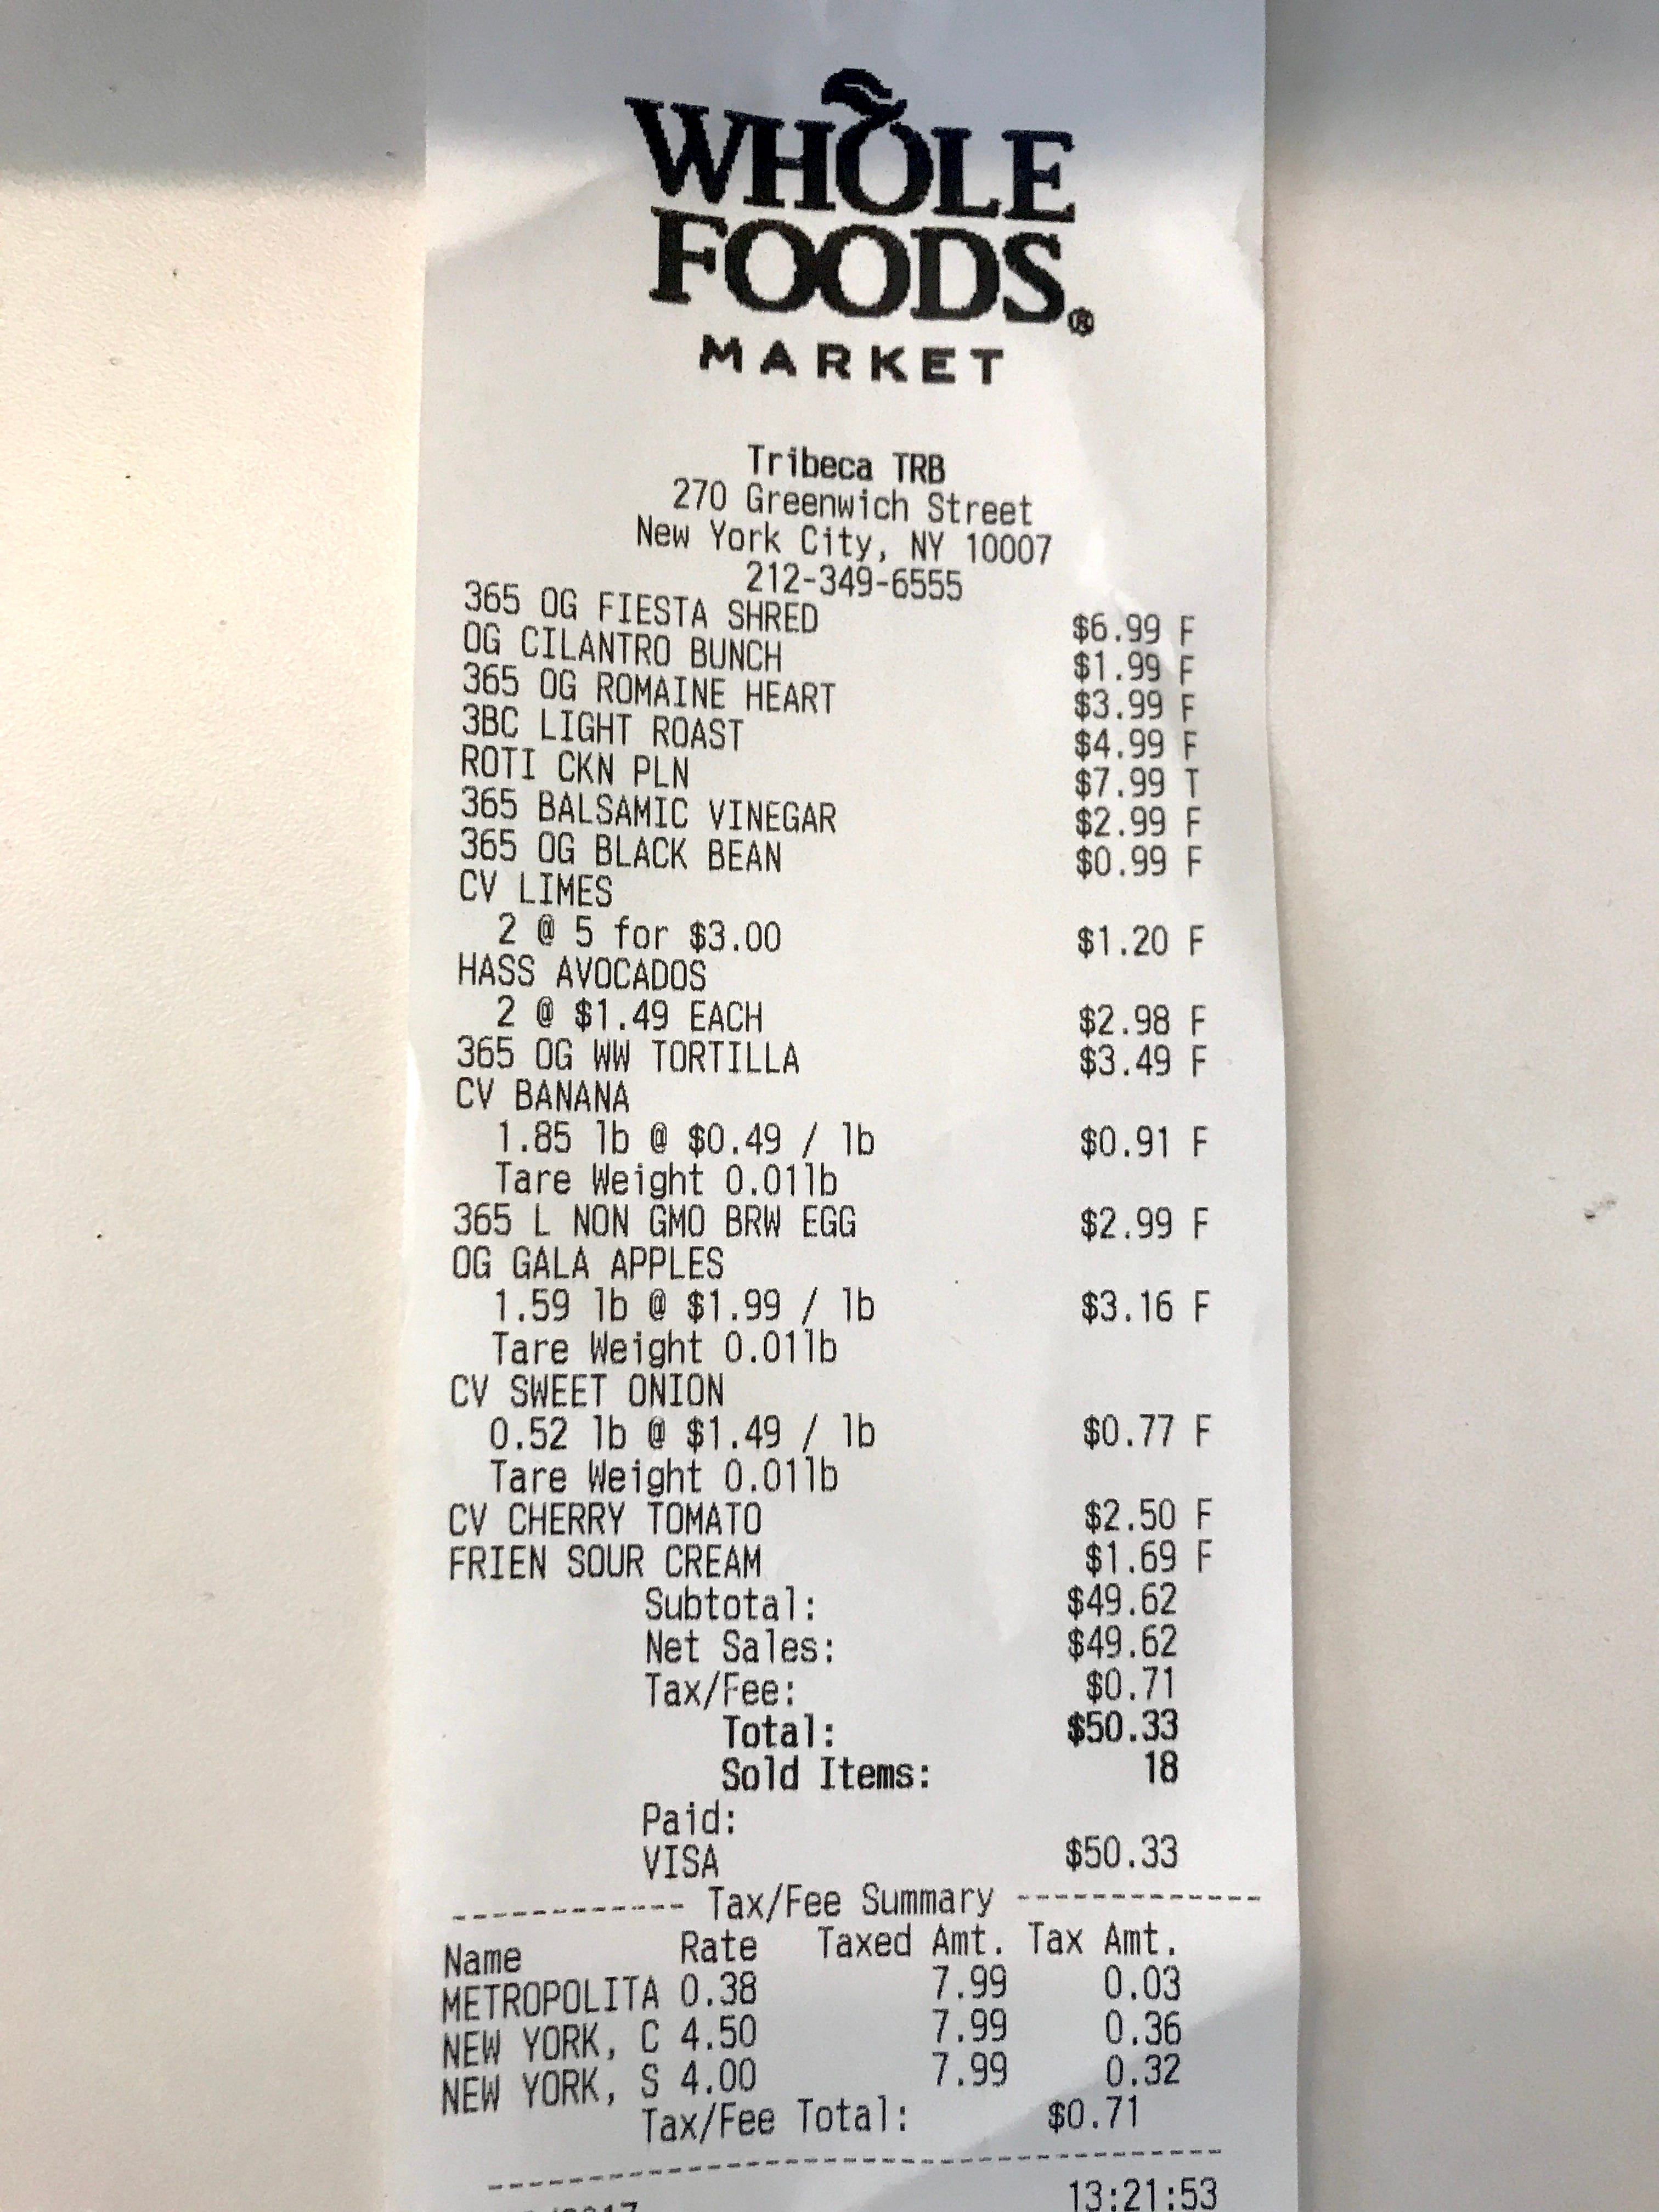 WHOLE
FOODS®
MARKET
Tribeca TRB
270 Greenwich Street
New York City, NY 10007
212-349-6555
365 OG FIESTA SHRED $6.99 F
OG CILANTRO BUNCH $1.99 F
365 OG ROMAINE HEART $3.99 F
3BC LIGHT ROAST $4.99 F
ROTI CKN PLN $7.99 T
365 BALSAMIC VINEGAR $2.99 F
365 OG BLACK BEAN $0.99 F
CV LIMES
2 @ 5 for $3.00 $1.20 F
HASS AVOCADOS
2 @ $1.49 EACH $2.98 F
365 OG WW TORTILLA $3.49 F
CV BANANA
1.85 lb @ $0.49 / lb $0.91 F
Tare Weight 0.01lb
365 L NON GMO BRW EGG $2.99 F
OG GALA APPLES
1.59 lb @ $1.99 / lb $3.16 F
Tare Weight 0.01lb
CV SWEET ONION
0.52 lb @ $1.49 / lb $0.77 F
Tare Weight 0.01lb
CV CHERRY TOMATO $2.50 F
FRIEN SOUR CREAM $1.69 F
Subtotal: $49.62
Net Sales: $49.62
Tax/Fee: $0.71
Total: $50.33
Sold Items: 18
Paid:
VISA $50.33
------------ Tax/Fee Summary -------------
Name Rate Taxed Amt. Tax Amt.
METROPOLITA 0.38 7.99 0.03
NEW YORK, C 4.50 7.99 0.36
NEW YORK, S 4.00 7.99 0.32
Tax/Fee Total: $0.71
13:21:53